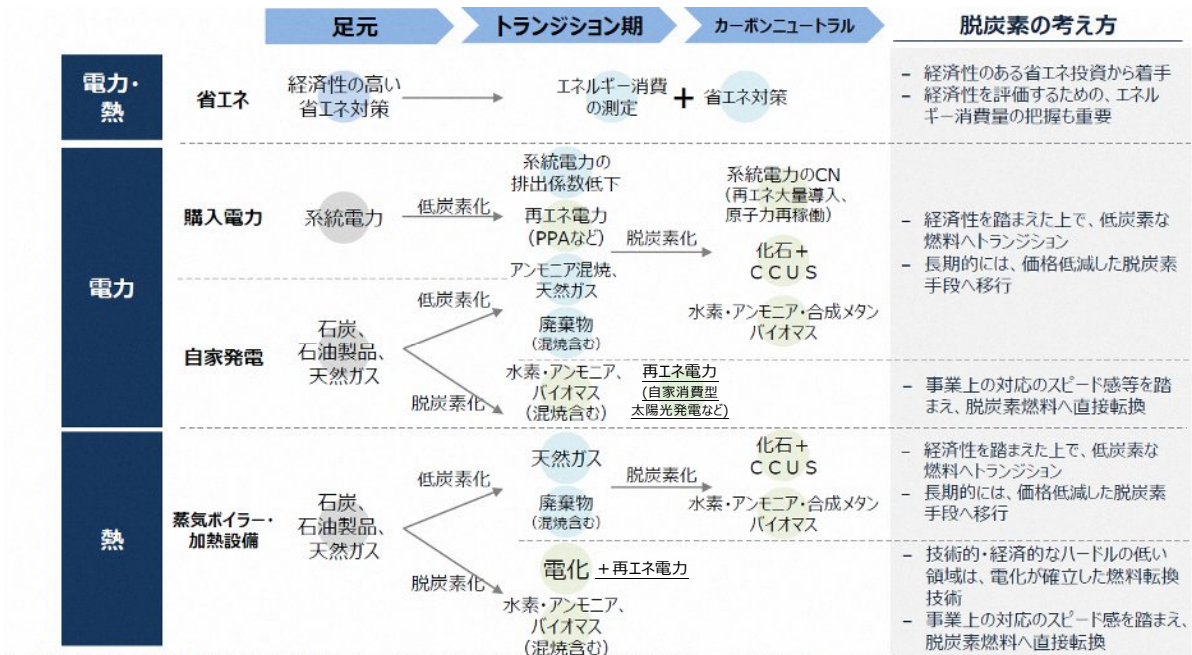 足元
トランジション期
カーボンニュートラル
脱炭素の考え方
電力・
熱
省エネ
経済性の高い
省エネ対策
エネルギー消費
の測定
+
省エネ対策
− 経済性のある省エネ投資から着手
− 経済性を評価するための、エネル
ギー消費量の把握も重要
電力
購入電力
系統電力
低炭素化
系統電力の
排出係数低下
再エネ電力
(PPAなど)
脱炭素化
系統電力のCN
(再エネ大量導入、
原子力再稼働)
化石+
CCUS
水素・アンモニア・合成メタン
バイオマス
− 経済性を踏まえた上で、低炭素な
燃料へトランジション
− 長期的には、価格低減した脱炭素
手段へ移行
自家発電
石炭、
石油製品、
天然ガス
低炭素化
アンモニア混焼、
天然ガス
廃棄物
(混焼含む)
脱炭素化
水素・アンモニア、
バイオマス
(混焼含む)
再エネ電力
(自家消費型
太陽光発電など)
− 事業上の対応のスピード感等を踏
まえ、脱炭素燃料へ直接転換
熱
蒸気ボイラー・
加熱設備
石炭、
石油製品、
天然ガス
低炭素化
天然ガス
廃棄物
(混焼含む)
脱炭素化
化石+
CCUS
水素・アンモニア・合成メタン
バイオマス
− 経済性を踏まえた上で、低炭素な
燃料へトランジション
− 長期的には、価格低減した脱炭素
手段へ移行
脱炭素化
電化
+再エネ電力
水素・アンモニア、
バイオマス
(混焼含む)
− 技術的・経済的なハードルの低い
領域は、電化が確立した燃料転換
技術
− 事業上の対応のスピード感を踏まえ、
脱炭素燃料へ直接転換